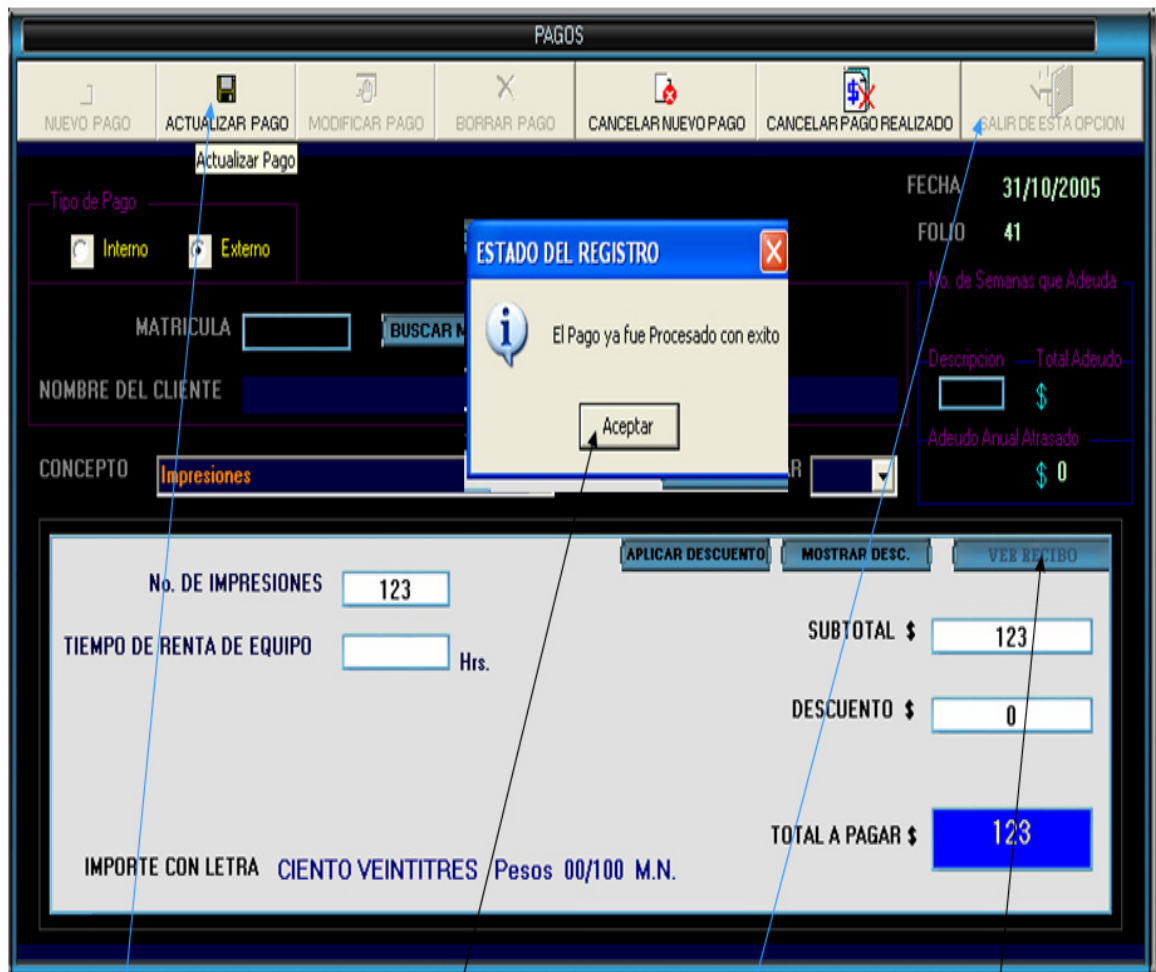 PAGOS
NUEVO PAGO ACTUALIZAR PAGO MODIFICAR PAGO BORRAR PAGO CANCELAR NUEVO PAGO CANCELAR PAGO REALIZADO SALIR DE ESTA OPCION
Actualizar Pago
FECHA 31/10/2005
Tipo de Pago
FOLIO 41
Interno Externo
ESTADO DEL REGISTRO
No. de Semanas que Adeuda
MATRICULA BUSCAR
El Pago ya fue Procesado con exito
Descripcion Total Adeudo
NOMBRE DEL CLIENTE
$
Aceptar
Adeudo Anual Atrasado
CONCEPTO Impresiones
$ 0
APLICAR DESCUENTO MOSTRAR DESC. VER RECIBO
No. DE IMPRESIONES 123
SUBTOTAL $ 123
TIEMPO DE RENTA DE EQUIPO Hrs.
DESCUENTO $ 0
TOTAL A PAGAR $ 123
IMPORTE CON LETRA CIENTO VEINTITRES Pesos 00/100 M.N.